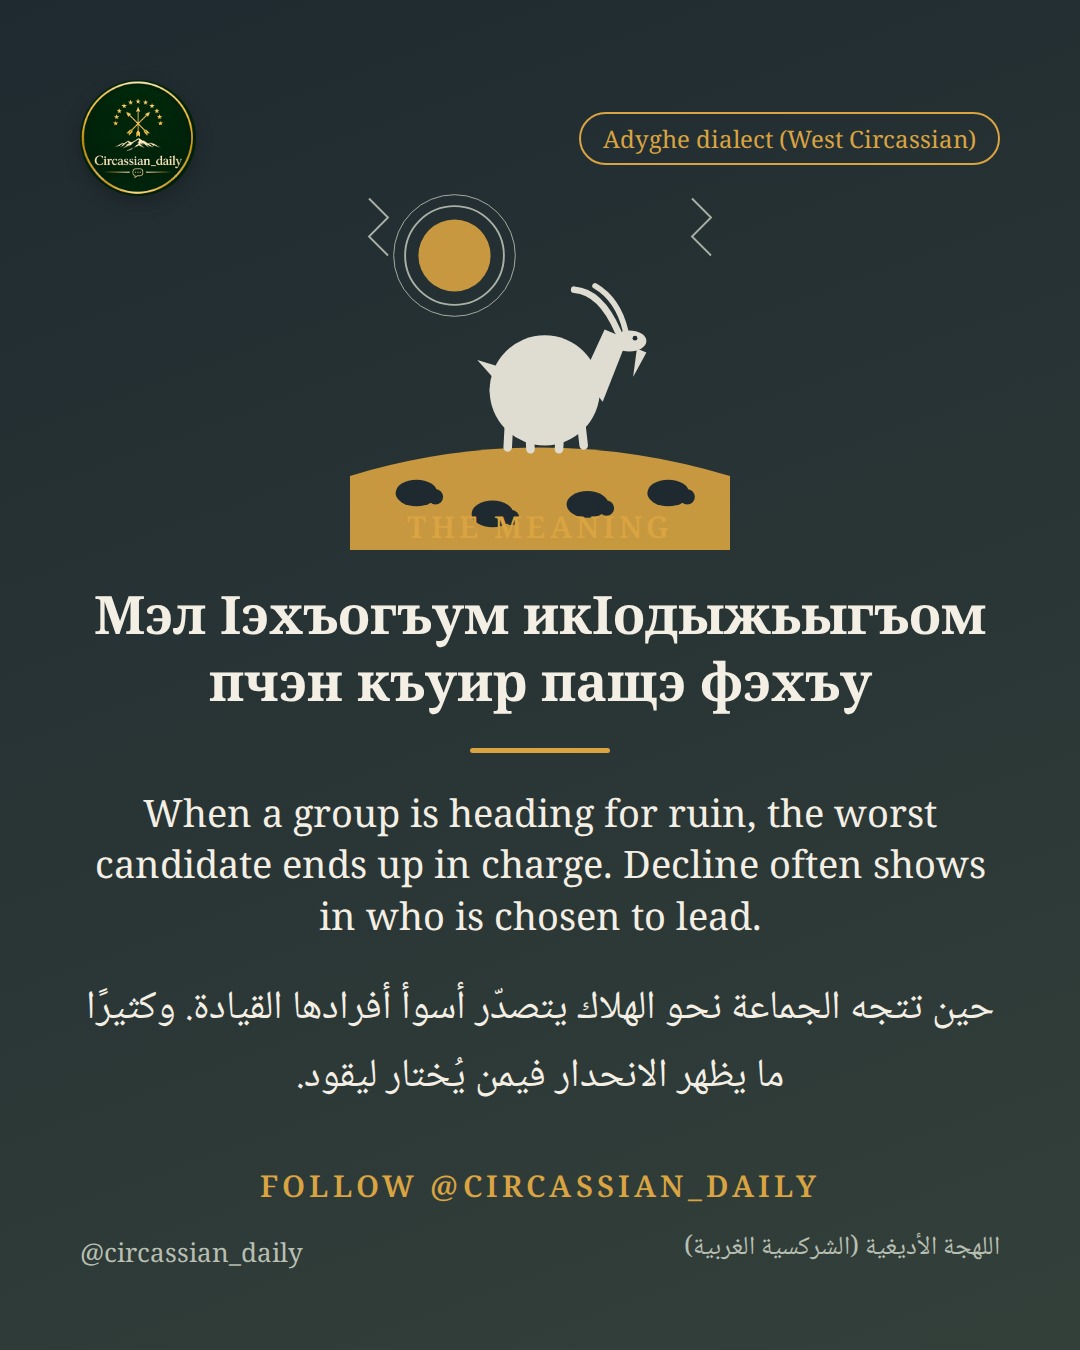 Circassian_daily
Adyghe dialect (West Circassian)
THE MEANING
Мэл Iэхъогъум икIодыжьыгъом
пчэн къуир пащэ фэхъу
When a group is heading for ruin, the worst
candidate ends up in charge. Decline often shows
in who is chosen to lead.
حين تتجه الجماعة نحو الهلاك يتصدّر أسوأ أفرادها القيادة. وكثيرًا
ما يظهر الانحدار فيمن يُختار ليقود.
FOLLOW @CIRCASSIAN_DAILY
@circassian_daily
اللهجة الأديغية (الشركسية الغربية)